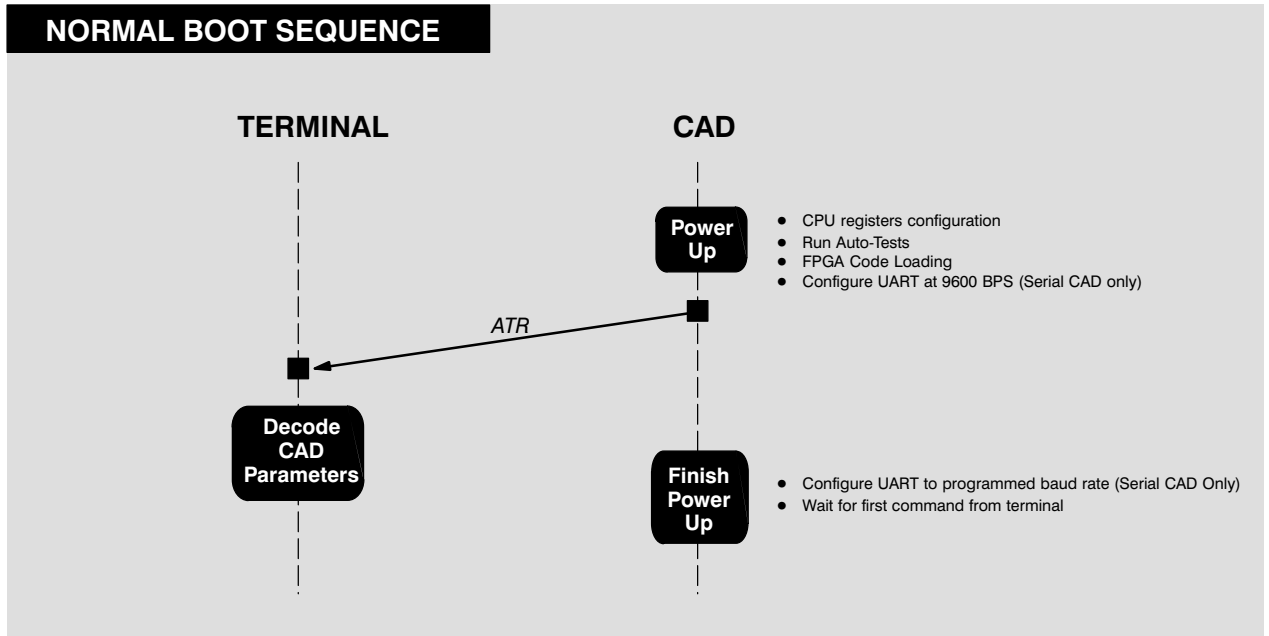 NORMAL BOOT SEQUENCE
TERMINAL
CAD
Power
Up
● CPU registers configuration
● Run Auto-Tests
● FPGA Code Loading
● Configure UART at 9600 BPS (Serial CAD only)
ATR
Decode
CAD
Parameters
Finish
Power
Up
● Configure UART to programmed baud rate (Serial CAD Only)
● Wait for first command from terminal